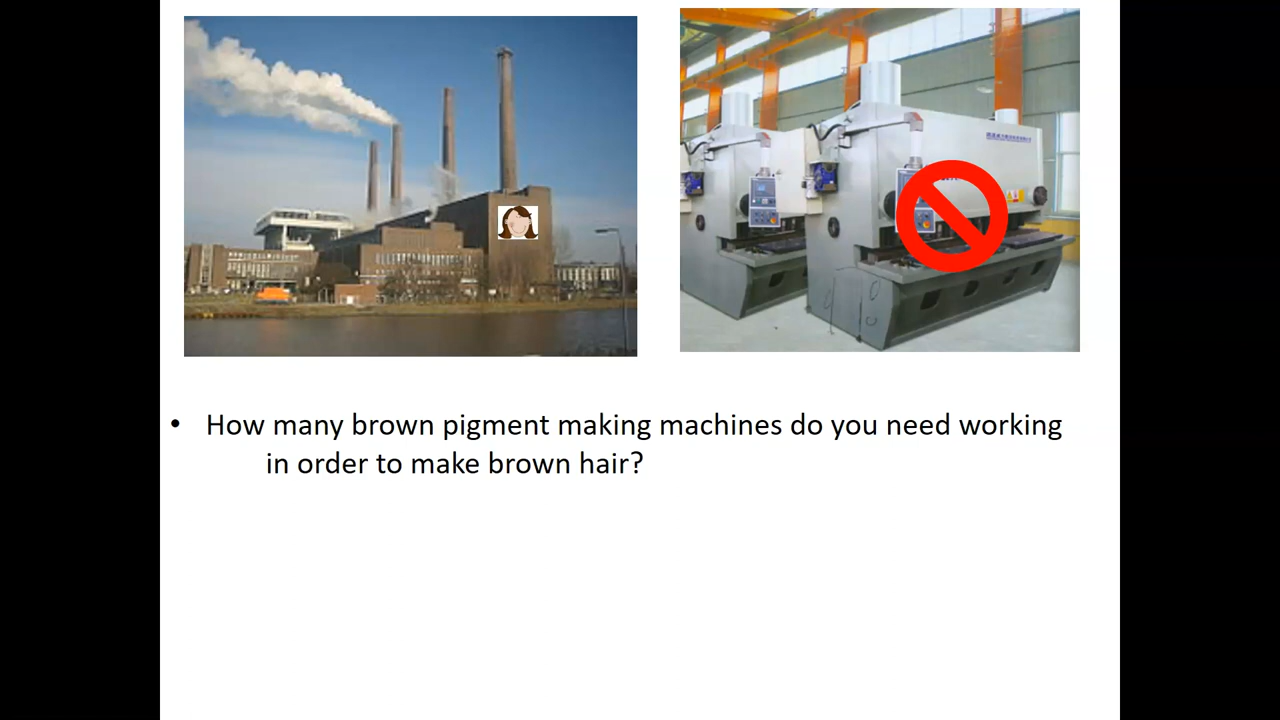 • How many brown pigment making machines do you need working
in order to make brown hair?